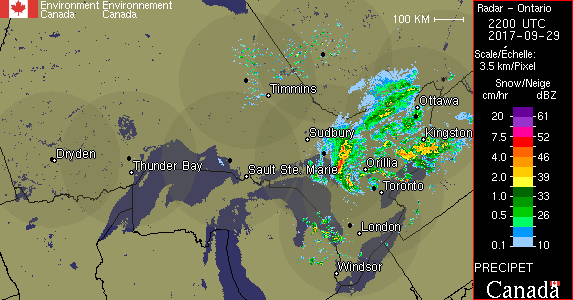 Environment Environnement
Canada Canada
100 KM
Timmins
Ottawa
Sudbury
Kingston
Dryden
Thunder Bay
Sault Ste. Marie
Orillia
Toronto
London
Windsor
Radar - Ontario
2200 UTC
2017-09-29
Scale/Échelle:
3.5 km/Pixel
Snow/Neige
cm/hr dBZ
20 61
7.5 52
4.0 46
2.0 39
1.0 33
0.5 26
0.1 10
PRECIPET
Canada